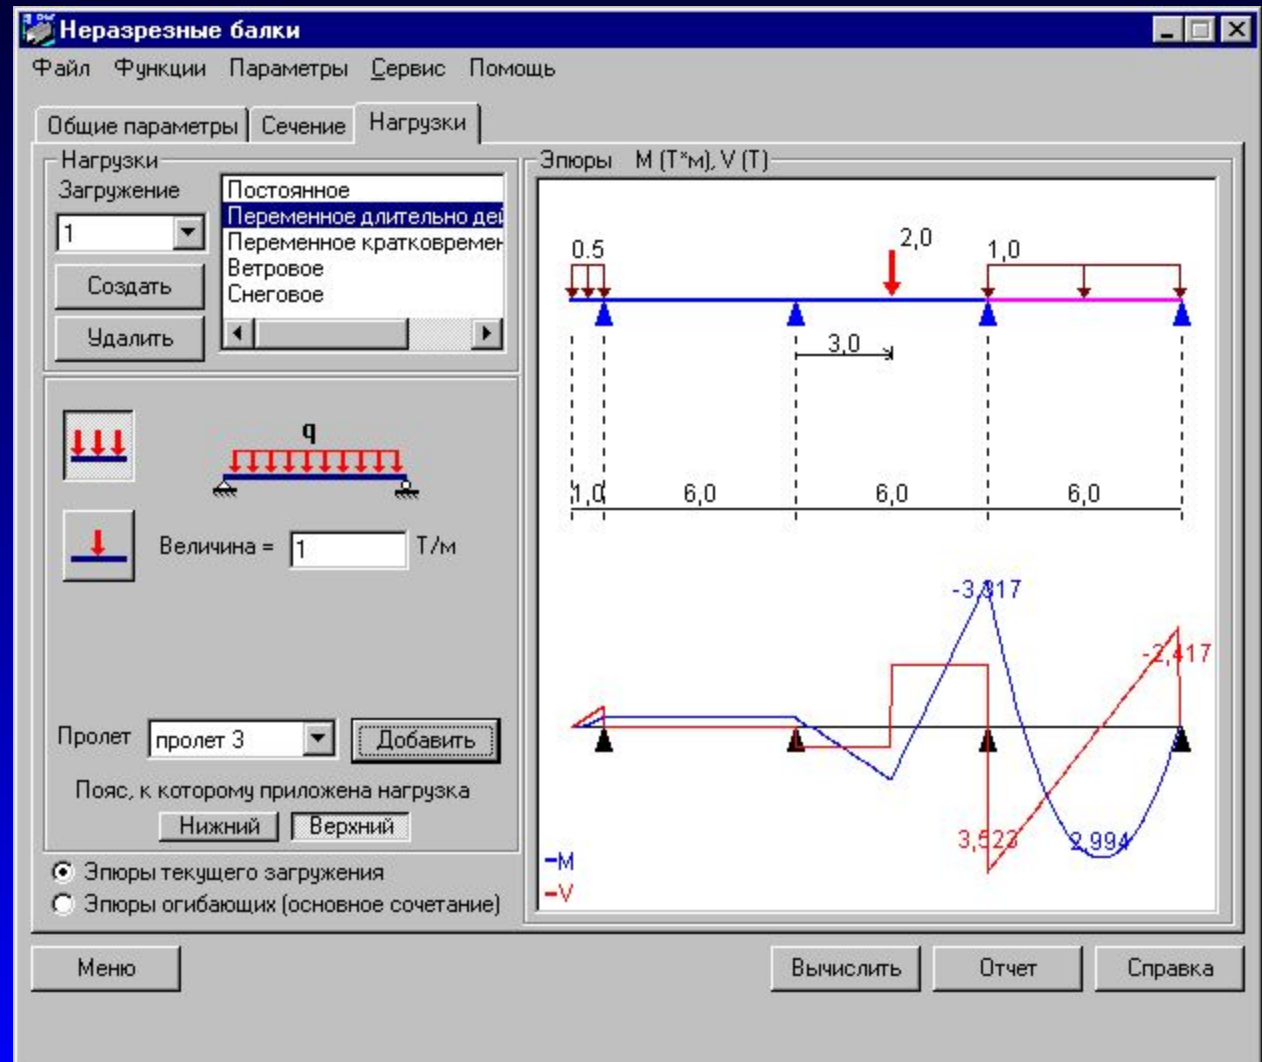 Неразрезные балки
Файл Функции Параметры Сервис Помощь
Общие параметры Сечение Нагрузки
Нагрузки
Загружение
1
Создать
Удалить
Постоянное
Переменное длительно дей
Переменное кратковремен
Ветровое
Снеговое
q
Величина = 1 Т/м
Пролет пролет 3 Добавить
Пояс, к которому приложена нагрузка
Нижний Верхний
Эпюры текущего загружения
Эпюры огибающих (основное сочетание)
Эпюры M (Т*м), V (Т)
0.5 2,0 1,0
3,0
1,0 6,0 6,0 6,0
-3,317
-2,417
3,523 2,994
M
V
Меню Вычислить Отчет Справка